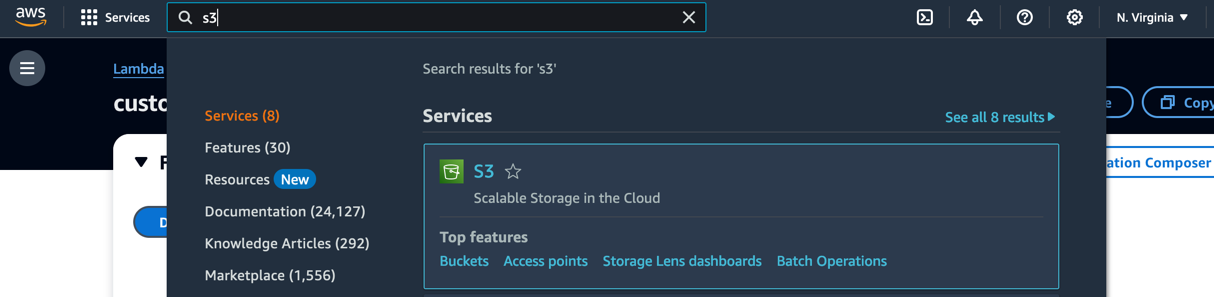 aws
Services
s3
N. Virginia
Lambda
custo
Search results for 's3'
Services (8)
Features (30)
Resources New
Documentation (24,127)
Knowledge Articles (292)
Marketplace (1,556)
Services
See all 8 results
S3
Scalable Storage in the Cloud
Top features
Buckets Access points Storage Lens dashboards Batch Operations
e
Copy
ation Composer
D